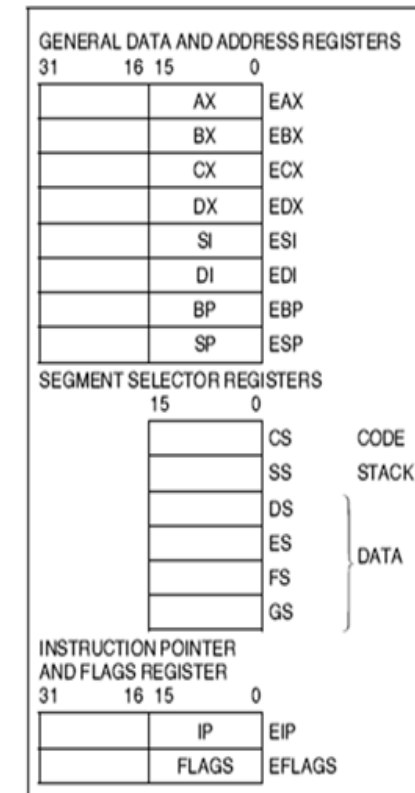 GENERAL DATA AND ADDRESS REGISTERS
31 16 15 0
AX EAX
BX EBX
CX ECX
DX EDX
SI ESI
DI EDI
BP EBP
SP ESP
SEGMENT SELECTOR REGISTERS
15 0
CS CODE
SS STACK
DS
ES
DATA
FS
GS
INSTRUCTION POINTER
AND FLAGS REGISTER
31 16 15 0
IP EIP
FLAGS EFLAGS